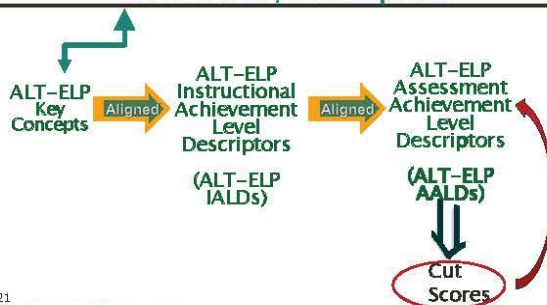 ALT-ELP
Key
Concepts
Aligned
ALT-ELP
Instructional
Achievement
Level
Descriptors
(ALT-ELP
IALDs)
Aligned
ALT-ELP
Assessment
Achievement
Level
Descriptors
(ALT-ELP
AALDs)
Cut
Scores
21